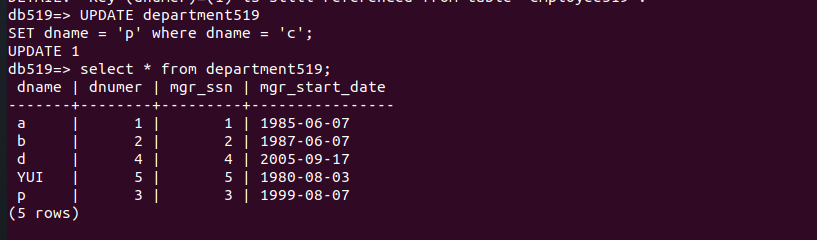 DETAIL:  Key (dnumer)=(1) is still referenced from table "employee519".
db519=> UPDATE department519
SET dname = 'p' where dname = 'c';
UPDATE 1
db519=> select * from department519;
 dname | dnumer | mgr_ssn | mgr_start_date
-------+--------+---------+----------------
 a     |      1 |       1 | 1985-06-07
 b     |      2 |       2 | 1987-06-07
 d     |      4 |       4 | 2005-09-17
 YUI   |      5 |       5 | 1980-08-03
 p     |      3 |       3 | 1999-08-07
(5 rows)